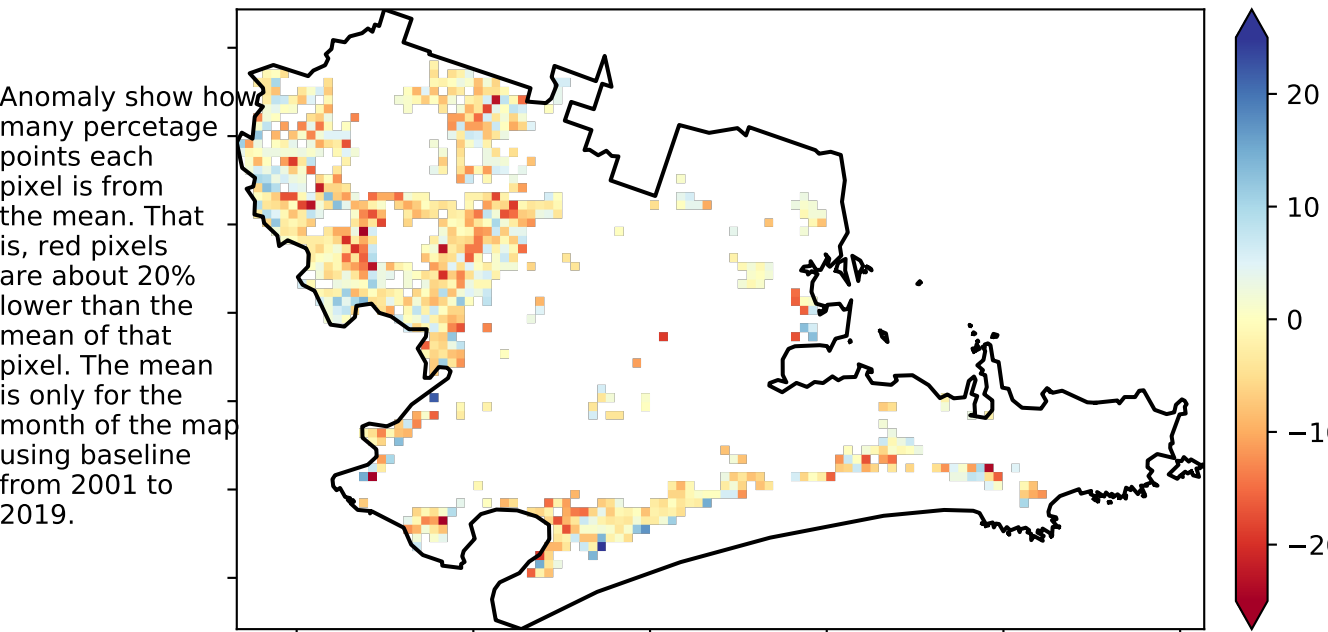 Anomaly show how
many percetage
points each
pixel is from
the mean. That
is, red pixels
are about 20%
lower than the
mean of that
pixel. The mean
is only for the
month of the map
using baseline
from 2001 to
2019.
20
10
0
−10
−20